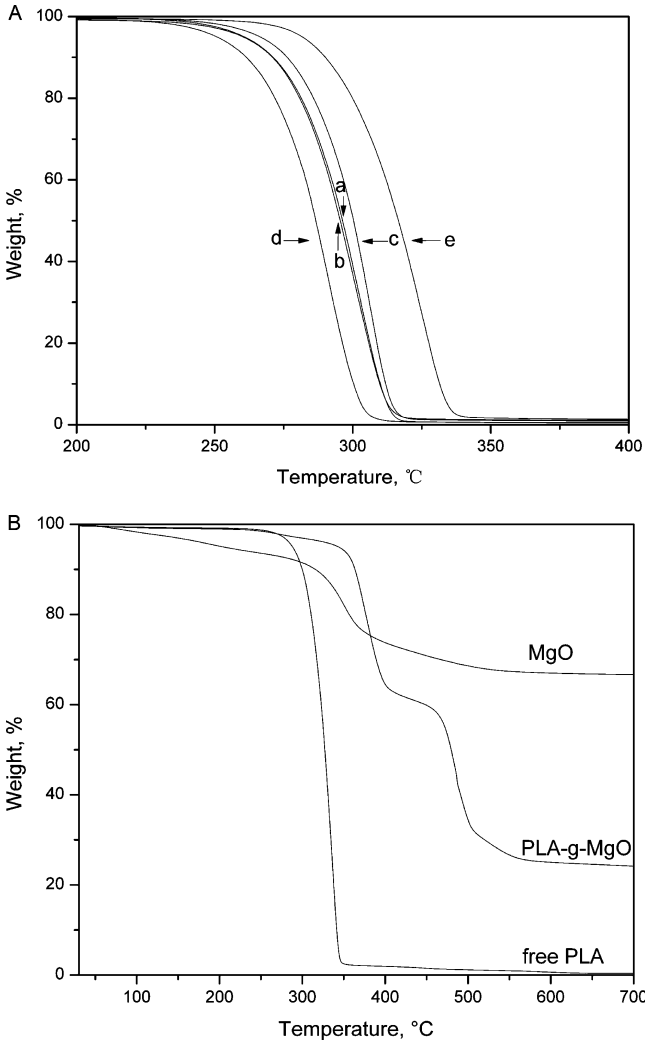 A
100
80
60
40
20
0
Weight, %
a
d b c e
200 250 300 350 400
Temperature, ℃
B
100
80
60
40
20
0
Weight, %
MgO
PLA-g-MgO
free PLA
100 200 300 400 500 600 700
Temperature, °C